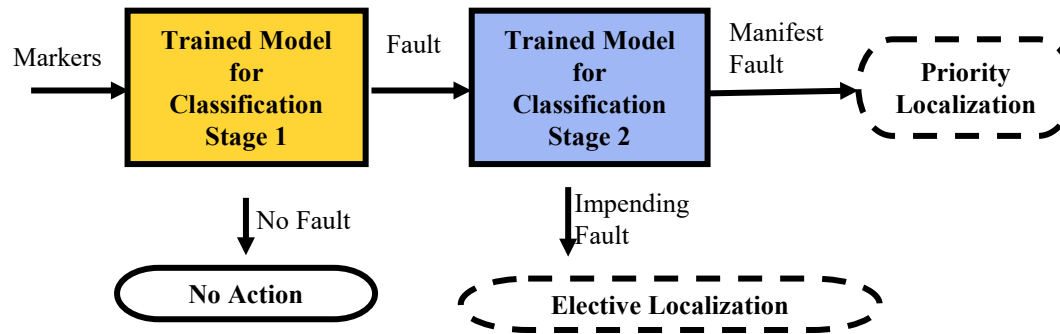 Markers
Trained Model
for
Classification
Stage 1
Fault
Trained Model
for
Classification
Stage 2
Manifest
Fault
Priority
Localization
No Fault
Impending
Fault
No Action
Elective Localization